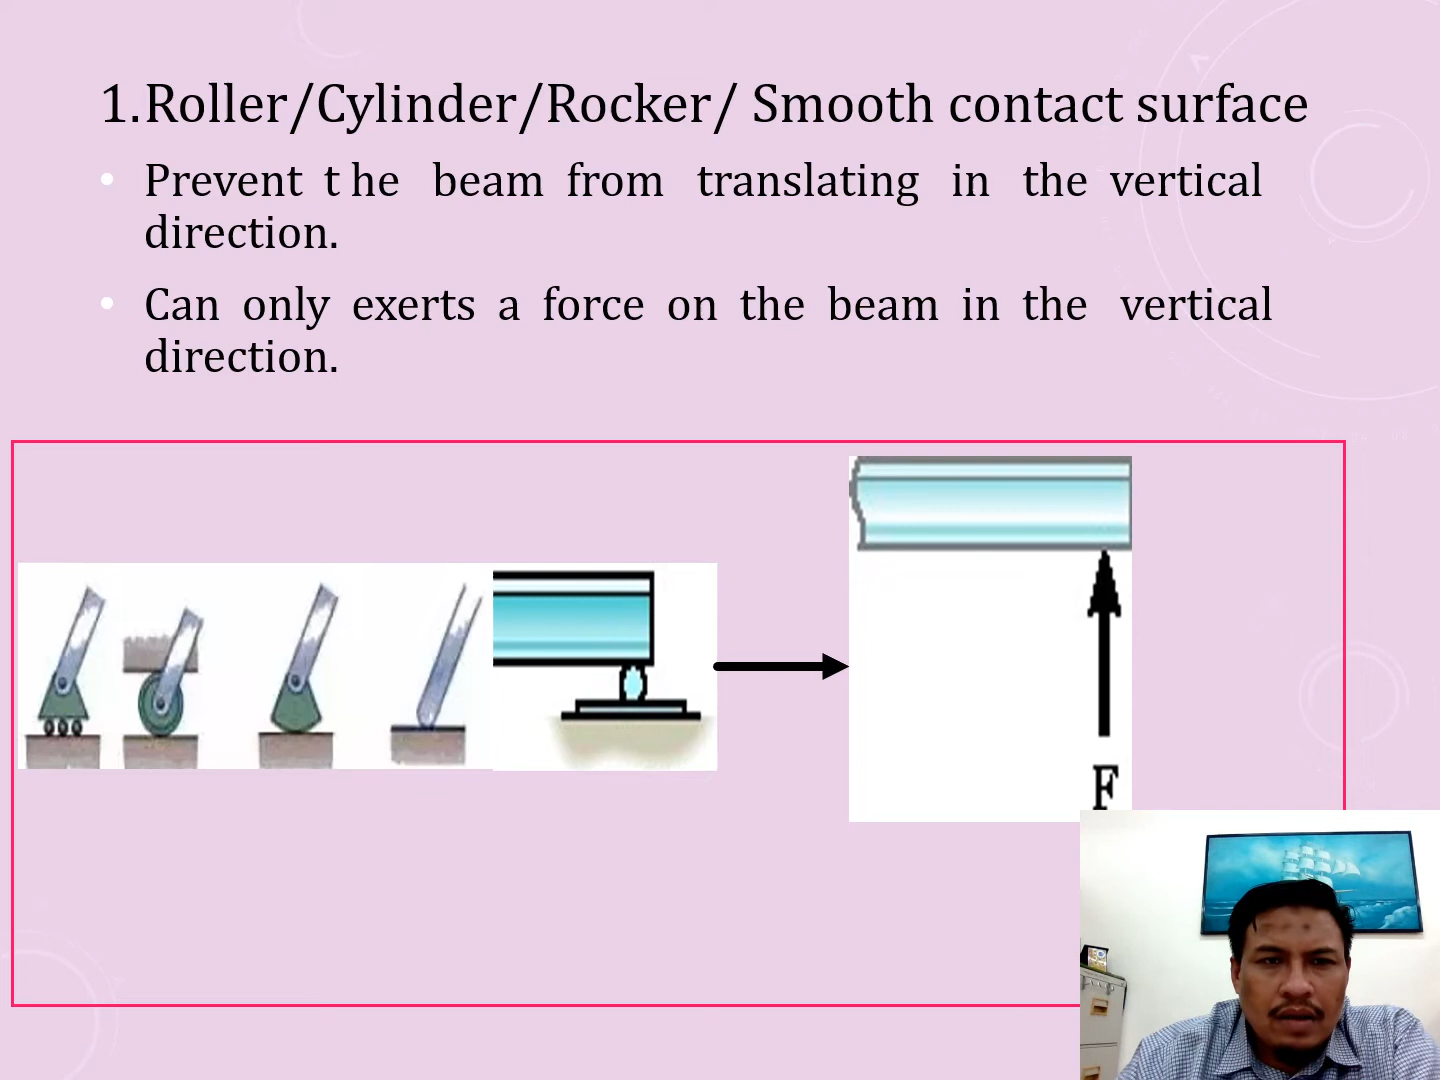 1.Roller/Cylinder/Rocker/ Smooth contact surface
• Prevent t he beam from translating in the vertical
direction.
• Can only exerts a force on the beam in the vertical
direction.
F